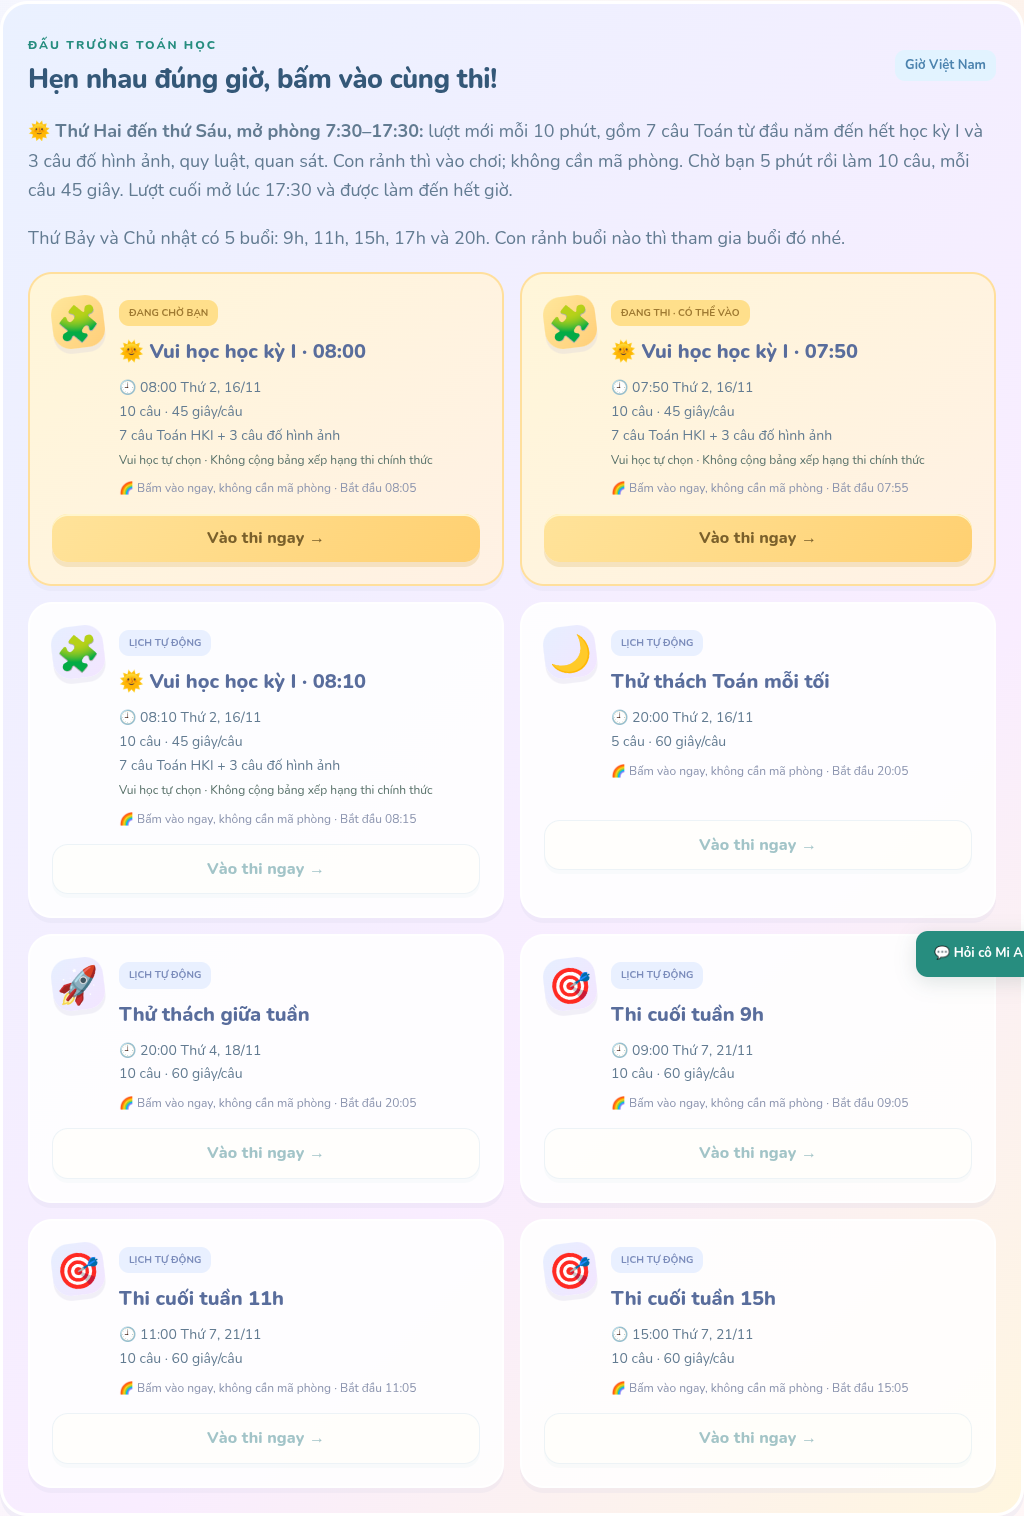 ĐẤU TRƯỜNG TOÁN HỌC
Hẹn nhau đúng giờ, bấm vào cùng thi!
Giờ Việt Nam
🌞 Thứ Hai đến thứ Sáu, mở phòng 7:30–17:30: lượt mới mỗi 10 phút, gồm 7 câu Toán từ đầu năm đến hết học kỳ I và
3 câu đố hình ảnh, quy luật, quan sát. Con rảnh thì vào chơi; không cần mã phòng. Chờ bạn 5 phút rồi làm 10 câu, mỗi
câu 45 giây. Lượt cuối mở lúc 17:30 và được làm đến hết giờ.
Thứ Bảy và Chủ nhật có 5 buổi: 9h, 11h, 15h, 17h và 20h. Con rảnh buổi nào thì tham gia buổi đó nhé.
ĐANG CHỜ BẠN
🌞 Vui học học kỳ I · 08:00
🕘 08:00 Thứ 2, 16/11
10 câu · 45 giây/câu
7 câu Toán HKI + 3 câu đố hình ảnh
Vui học tự chọn · Không cộng bảng xếp hạng thi chính thức
🌈 Bấm vào ngay, không cần mã phòng · Bắt đầu 08:05
Vào thi ngay →
ĐANG THI · CÓ THỂ VÀO
🌞 Vui học học kỳ I · 07:50
🕘 07:50 Thứ 2, 16/11
10 câu · 45 giây/câu
7 câu Toán HKI + 3 câu đố hình ảnh
Vui học tự chọn · Không cộng bảng xếp hạng thi chính thức
🌈 Bấm vào ngay, không cần mã phòng · Bắt đầu 07:55
Vào thi ngay →
LỊCH TỰ ĐỘNG
🌞 Vui học học kỳ I · 08:10
🕘 08:10 Thứ 2, 16/11
10 câu · 45 giây/câu
7 câu Toán HKI + 3 câu đố hình ảnh
Vui học tự chọn · Không cộng bảng xếp hạng thi chính thức
🌈 Bấm vào ngay, không cần mã phòng · Bắt đầu 08:15
Vào thi ngay →
LỊCH TỰ ĐỘNG
Thử thách Toán mỗi tối
🕘 20:00 Thứ 2, 16/11
5 câu · 60 giây/câu
🌈 Bấm vào ngay, không cần mã phòng · Bắt đầu 20:05
Vào thi ngay →
LỊCH TỰ ĐỘNG
Thử thách giữa tuần
🕘 20:00 Thứ 4, 18/11
10 câu · 60 giây/câu
🌈 Bấm vào ngay, không cần mã phòng · Bắt đầu 20:05
Vào thi ngay →
💬 Hỏi cô Mi A
LỊCH TỰ ĐỘNG
Thi cuối tuần 9h
🕘 09:00 Thứ 7, 21/11
10 câu · 60 giây/câu
🌈 Bấm vào ngay, không cần mã phòng · Bắt đầu 09:05
Vào thi ngay →
LỊCH TỰ ĐỘNG
Thi cuối tuần 11h
🕘 11:00 Thứ 7, 21/11
10 câu · 60 giây/câu
🌈 Bấm vào ngay, không cần mã phòng · Bắt đầu 11:05
Vào thi ngay →
LỊCH TỰ ĐỘNG
Thi cuối tuần 15h
🕘 15:00 Thứ 7, 21/11
10 câu · 60 giây/câu
🌈 Bấm vào ngay, không cần mã phòng · Bắt đầu 15:05
Vào thi ngay →